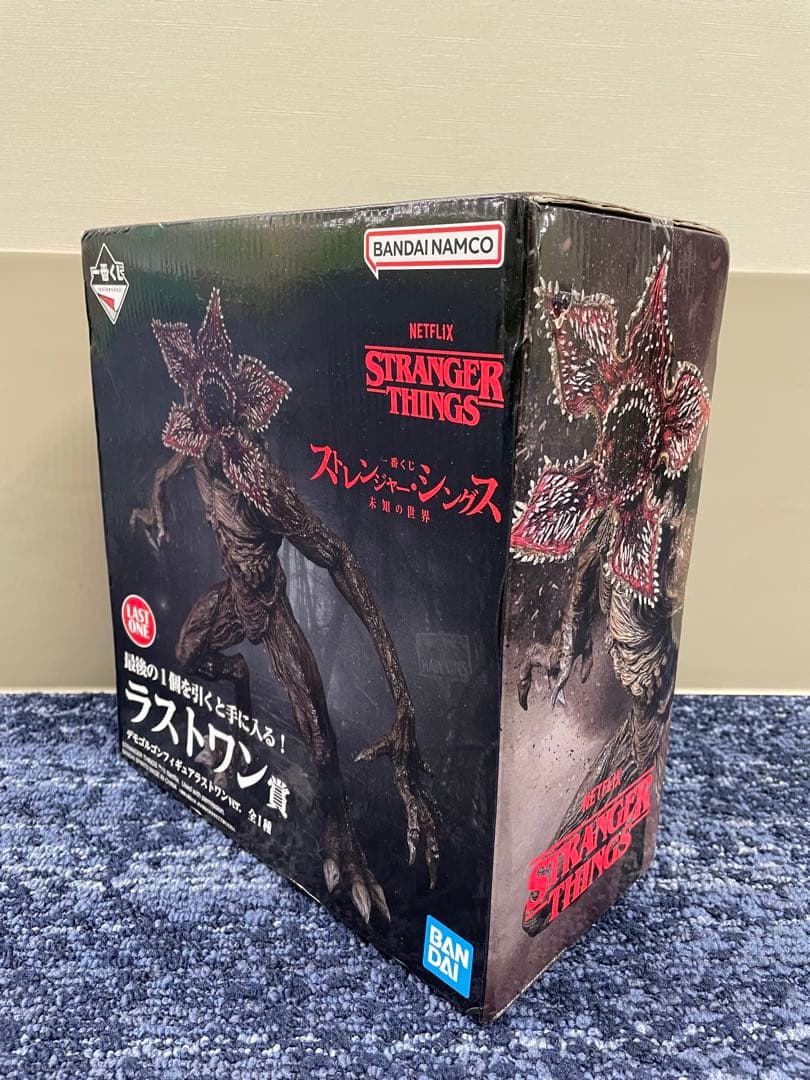 一番くじ
BANDAI NAMCO
NETFLIX
STRANGER
THINGS
一番くじ
ストレンジャー・シングス
未知の世界
LAST
ONE
最後の1個を引くと手に入る!
ラストワン賞
デモゴルゴンフィギュアラストワンver. 全1種
BAN
DAI
NETFLIX
STRANGER
THINGS